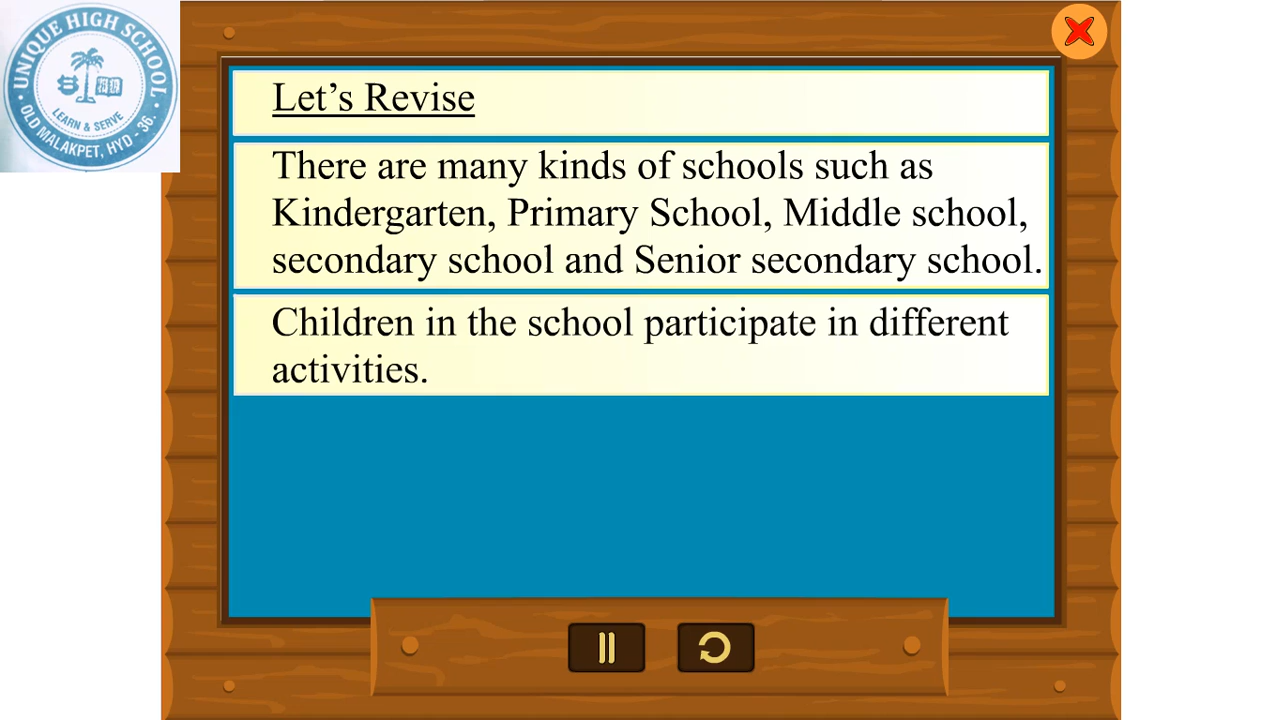 UNIQUE HIGH SCHOOL
LEARN & SERVE
OLD MALAKPET, HYD - 36.
Let’s Revise
There are many kinds of schools such as
Kindergarten, Primary School, Middle school,
secondary school and Senior secondary school.
Children in the school participate in different
activities.